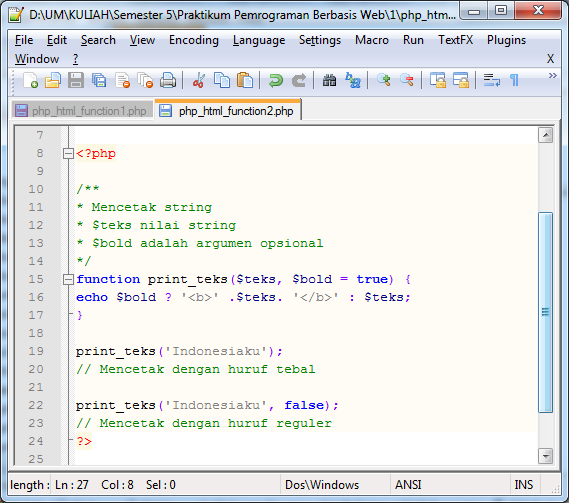 D:\UM\KULIAH\Semester 5\Praktikum Pemrograman Berbasis Web\1\php_htm...
File Edit Search View Encoding Language Settings Macro Run TextFX Plugins
Window ? X
php_html_function1.php php_html_function2.php
7
8 <?php
9
10 /**
11 * Mencetak string
12 * $teks nilai string
13 * $bold adalah argumen opsional
14 */
15 function print_teks($teks, $bold = true) {
16 echo $bold ? '<b>' .$teks. '</b>' : $teks;
17 }
18
19 print_teks('Indonesiaku');
20 // Mencetak dengan huruf tebal
21
22 print_teks('Indonesiaku', false);
23 // Mencetak dengan huruf reguler
24 ?>
25
length : Ln : 27 Col : 8 Sel : 0 Dos\Windows ANSI INS